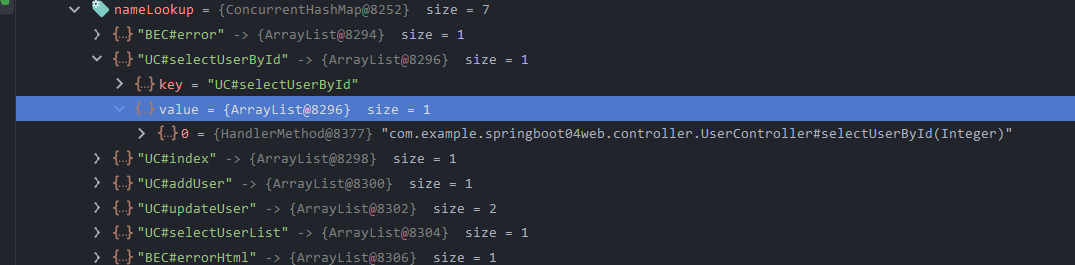 nameLookup = {ConcurrentHashMap@8252} size = 7
"BEC#error" -> {ArrayList@8294} size = 1
"UC#selectUserById" -> {ArrayList@8296} size = 1
key = "UC#selectUserById"
value = {ArrayList@8296} size = 1
0 = {HandlerMethod@8377} "com.example.springboot04web.controller.UserController#selectUserById(Integer)"
"UC#index" -> {ArrayList@8298} size = 1
"UC#addUser" -> {ArrayList@8300} size = 1
"UC#updateUser" -> {ArrayList@8302} size = 2
"UC#selectUserList" -> {ArrayList@8304} size = 1
"BEC#errorHtml" -> {ArrayList@8306} size = 1